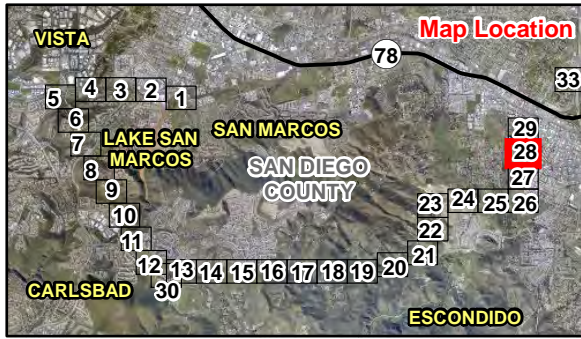 Map Location
VISTA
78
33
5 4 3 2 1
6
LAKE SAN
MARCOS
SAN MARCOS
29
7
28
8
SAN DIEGO
COUNTY
27
9
23 24 25 26
10
22
11
21
12 13 14 15 16 17 18 19 20
30
CARLSBAD
ESCONDIDO